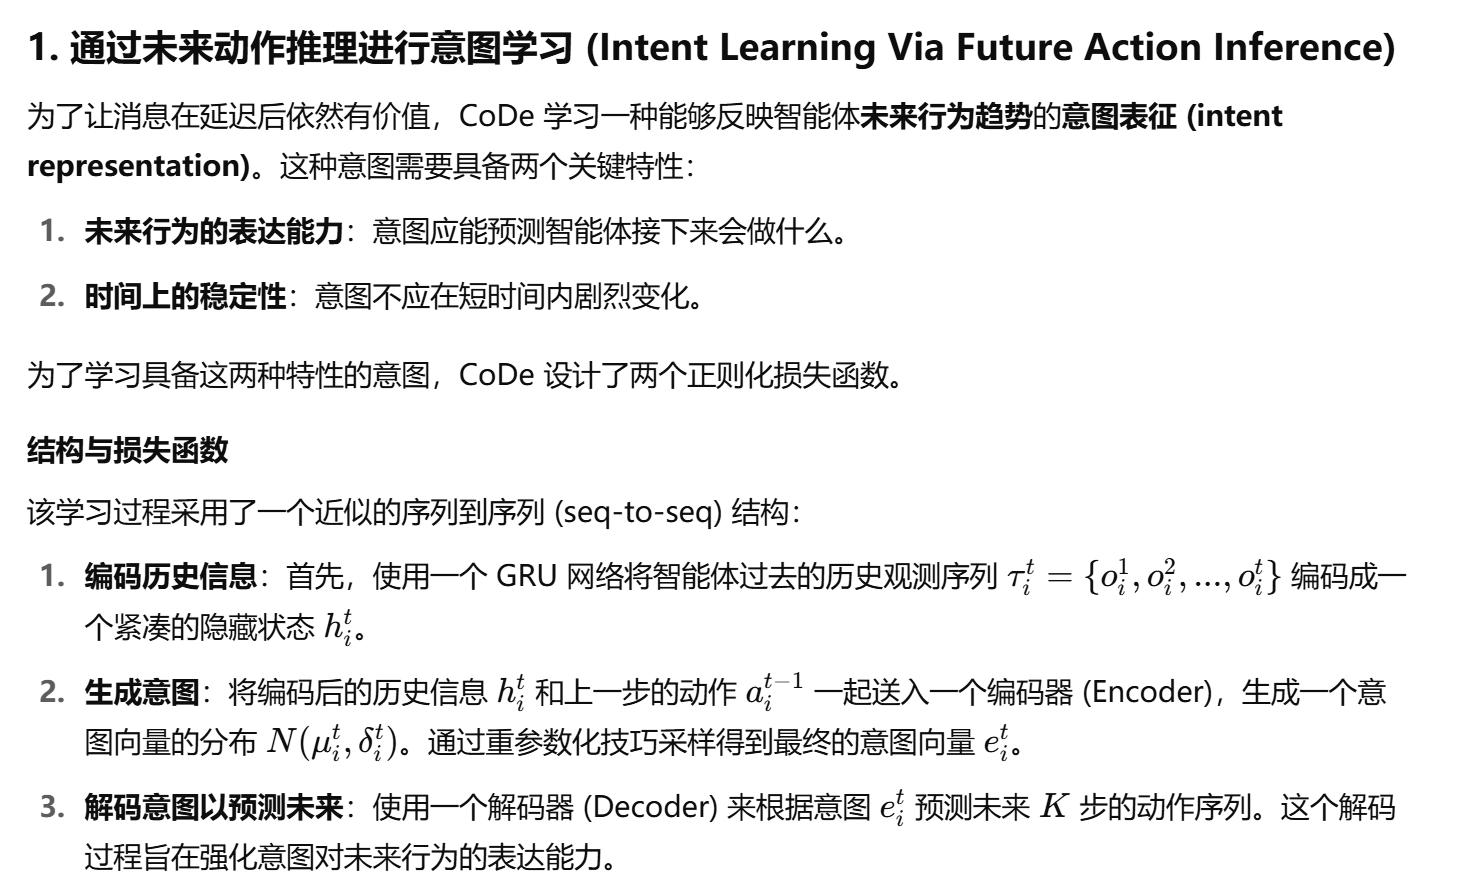 1. 通过未来动作推理进行意图学习 (Intent Learning Via Future Action Inference)
为了让消息在延迟后依然有价值，CoDe 学习一种能够反映智能体未来行为趋势的意图表征 (intent
representation)。这种意图需要具备两个关键特性：
1. 未来行为的表达能力：意图应能预测智能体接下来会做什么。
2. 时间上的稳定性：意图不应在短时间内剧烈变化。
为了学习具备这两种特性的意图，CoDe 设计了两个正则化损失函数。
结构与损失函数
该学习过程采用了一个近似的序列到序列 (seq-to-seq) 结构：
1. 编码历史信息：首先，使用一个 GRU 网络将智能体过去的历史观测序列 $\tau_i^t = \{o_i^1, o_i^2, ..., o_i^t\}$ 编码成一
个紧凑的隐藏状态 $h_i^t$。
2. 生成意图：将编码后的历史信息 $h_i^t$ 和上一步的动作 $a_i^{t-1}$ 一起送入一个编码器 (Encoder)，生成一个意
图向量的分布 $N(\mu_i^t, \delta_i^t)$。通过重参数化技巧采样得到最终的意图向量 $e_i^t$。
3. 解码意图以预测未来：使用一个解码器 (Decoder) 来根据意图 $e_i^t$ 预测未来 $K$ 步的动作序列。这个解码
过程旨在强化意图对未来行为的表达能力。